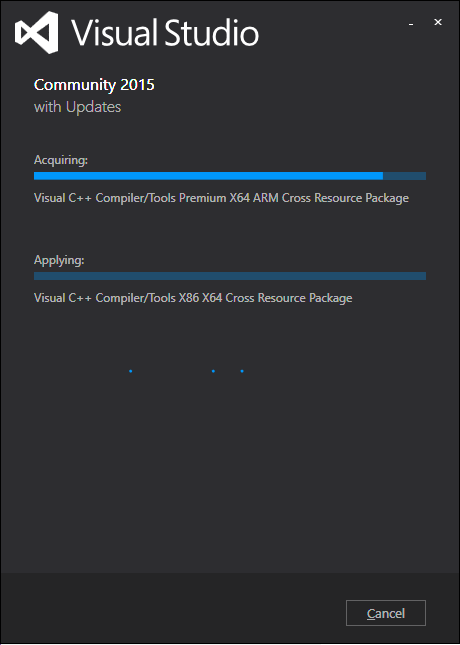 Visual Studio
Community 2015
with Updates
Acquiring:
Visual C++ Compiler/Tools Premium X64 ARM Cross Resource Package
Applying:
Visual C++ Compiler/Tools X86 X64 Cross Resource Package
Cancel